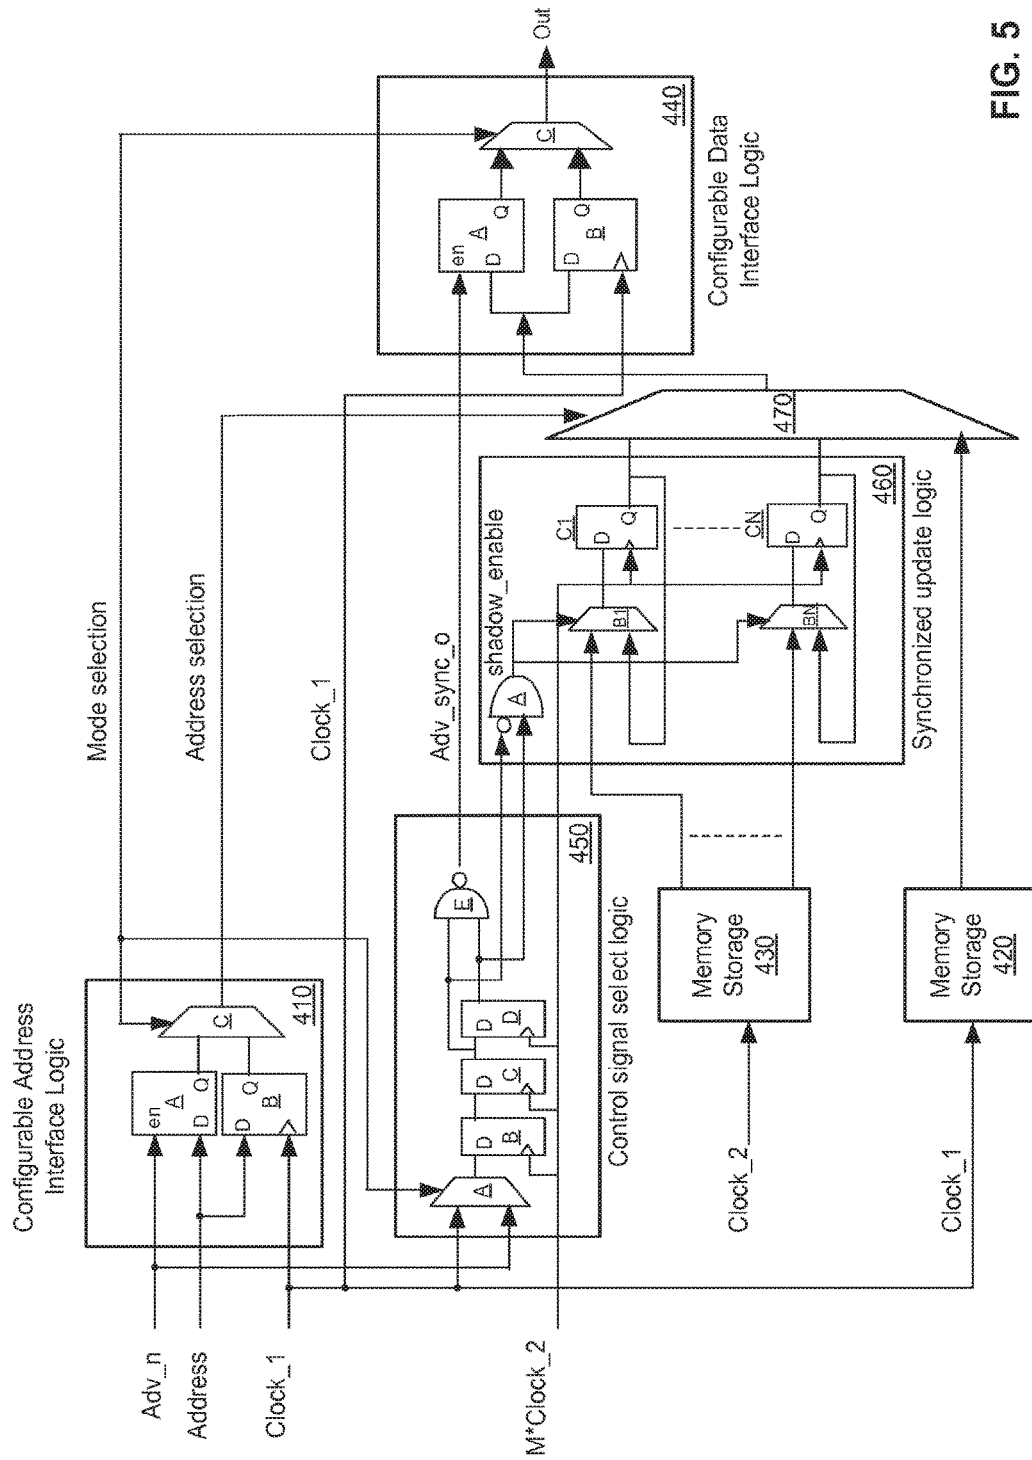 Configurable Address
Interface Logic
Adv_n
Address
Clock_1
M*Clock_2
en
A
D
Q
D
Q
B
C
410
Mode selection
Address selection
Clock_1
Adv_sync_o
A
D
B
D
C
D
D
E
450
Control signal select logic
shadow_enable
A
B1
C1
D
Q
BN
CN
D
Q
460
Synchronized update logic
Memory
Storage
430
Clock_2
Memory
Storage
420
Clock_1
470
en
A
D
Q
D
Q
B
C
440
Configurable Data
Interface Logic
Out
FIG. 5